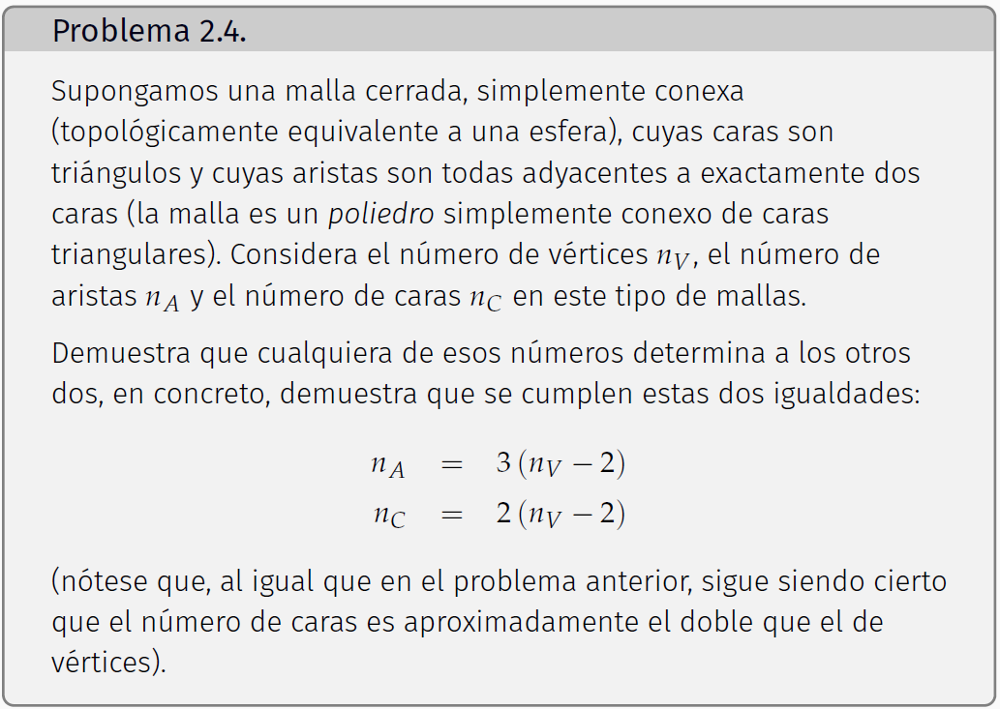 Problema 2.4.
Supongamos una malla cerrada, simplemente conexa
(topológicamente equivalente a una esfera), cuyas caras son
triángulos y cuyas aristas son todas adyacentes a exactamente dos
caras (la malla es un poliedro simplemente conexo de caras
triangulares). Considera el número de vértices n_V, el número de
aristas n_A y el número de caras n_C en este tipo de mallas.
Demuestra que cualquiera de esos números determina a los otros
dos, en concreto, demuestra que se cumplen estas dos igualdades:
n_A = 3 (n_V − 2)
n_C = 2 (n_V − 2)
(nótese que, al igual que en el problema anterior, sigue siendo cierto
que el número de caras es aproximadamente el doble que el de
vértices).